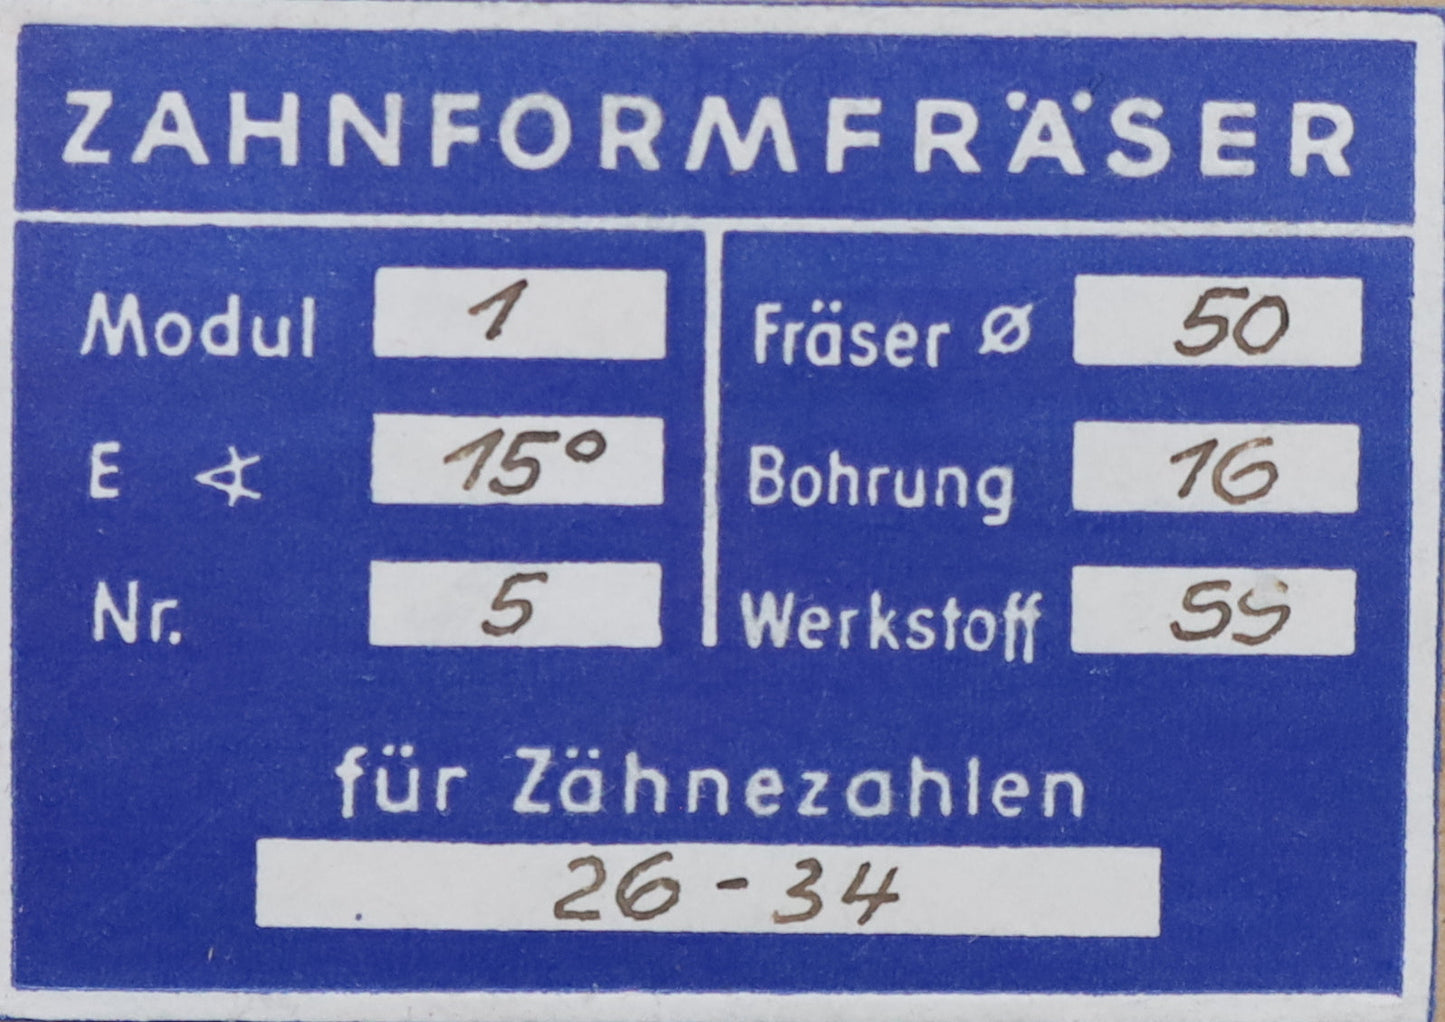 ZAHNFORMFRÄSER
Modul 1
E ∢ 15°
Nr. 5
Fräser Ø 50
Bohrung 16
Werkstoff SS
für Zähnezahlen
26 - 34